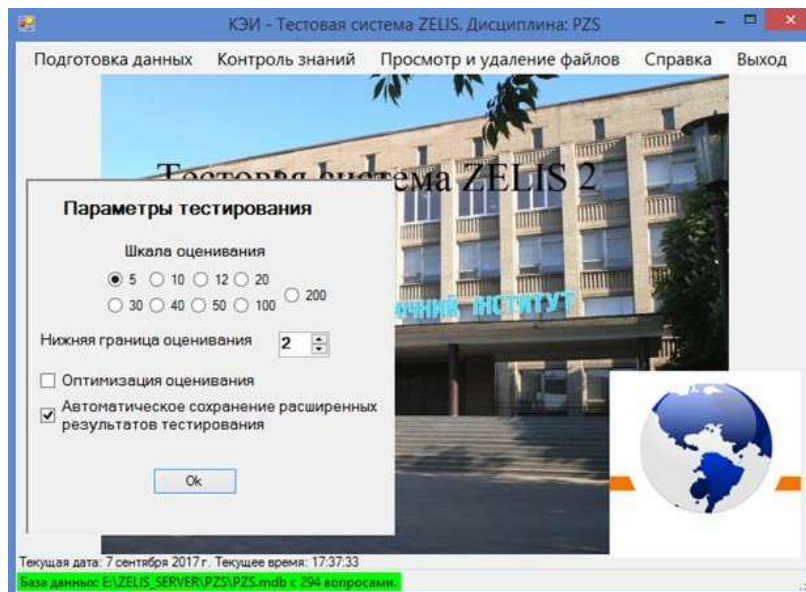 КЭИ - Тестовая система ZELIS. Дисциплина: PZS
Подготовка данных Контроль знаний Просмотр и удаление файлов Справка Выход
Тестовая система ZELIS 2
Параметры тестирования
Шкала оценивания
5 10 12 20
200
30 40 50 100
Нижняя граница оценивания 2
Оптимизация оценивания
Автоматическое сохранение расширенных
результатов тестирования
Ok
ІНСТИТУТ
Текущая дата: 7 сентября 2017 г. Текущее время: 17:37:33
База данных: E:\ZELIS_SERVER\PZS\PZS.mdb с 294 вопросами.